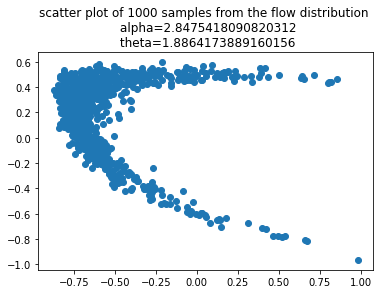 scatter plot of 1000 samples from the flow distribution
alpha=2.8475418090820312
theta=1.8864173889160156
0.6
0.4
0.2
0.0
−0.2
−0.4
−0.6
−0.8
−1.0
−0.75 −0.50 −0.25 0.00 0.25 0.50 0.75 1.00